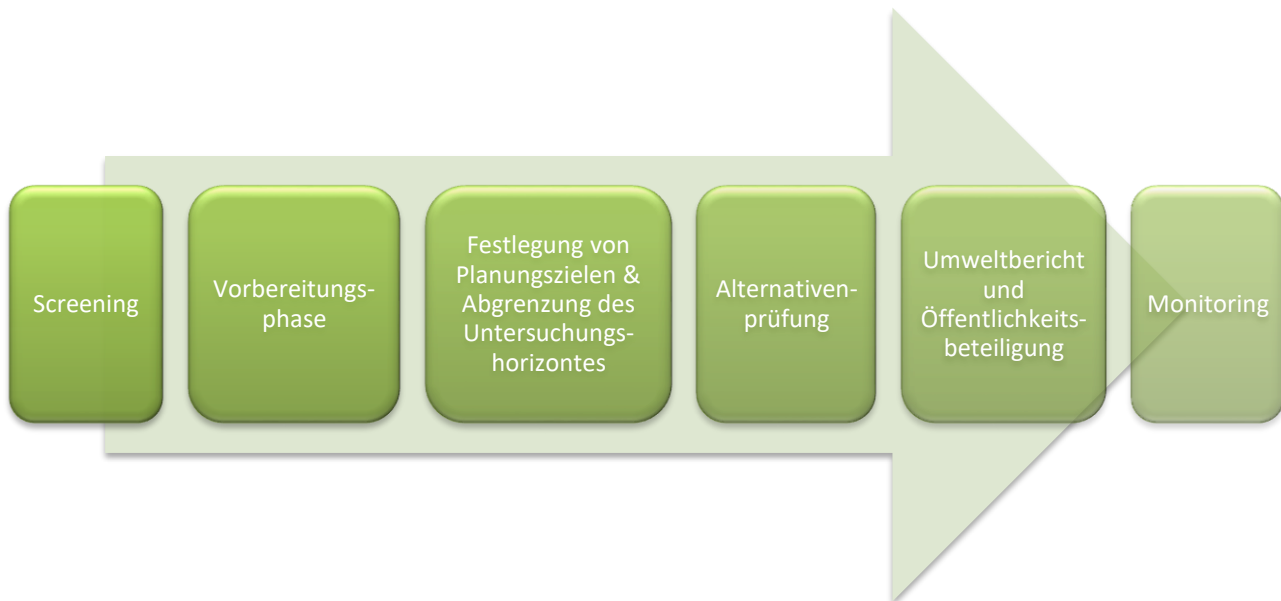 Screening
Vorbereitungs-
phase
Festlegung von
Planungszielen &
Abgrenzung des
Untersuchungs-
horizontes
Alternativen-
prüfung
Umweltbericht
und
Öffentlichkeits-
beteiligung
Monitoring